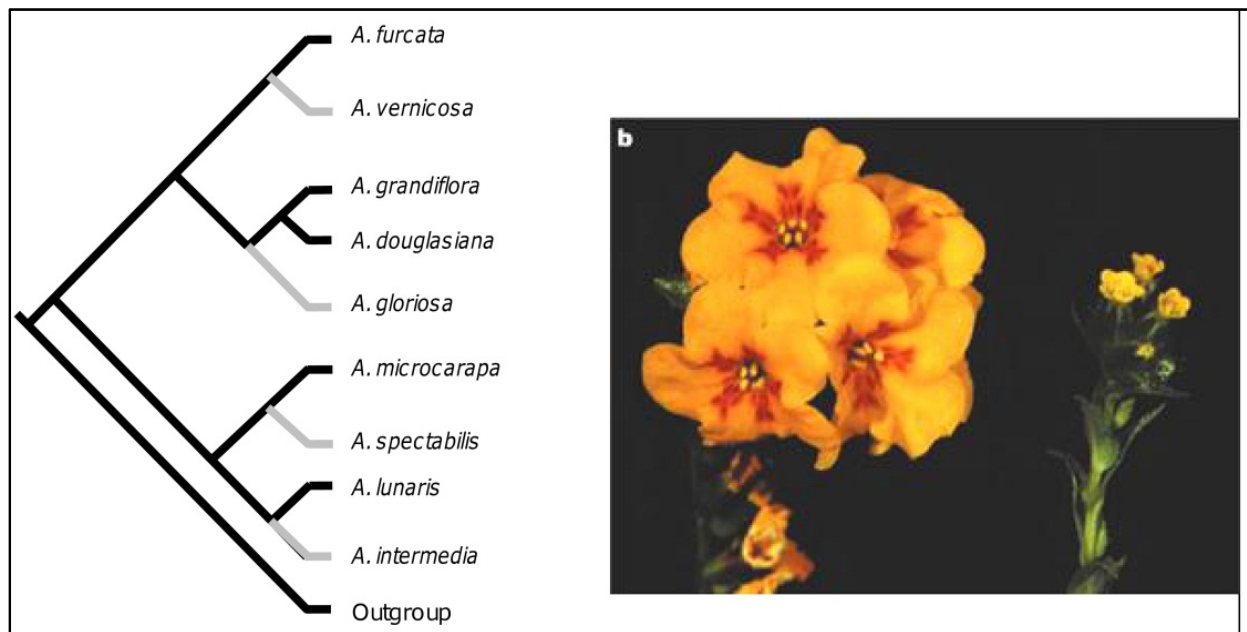 A. furcata
A. vernicosa
A. grandiflora
A. douglasiana
A. gloriosa
A. microcarapa
A. spectabilis
A. lunaris
A. intermedia
Outgroup
b